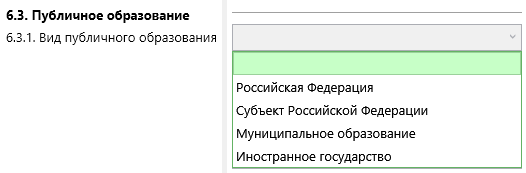 6.3. Публичное образование
6.3.1. Вид публичного образования
Российская Федерация
Субъект Российской Федерации
Муниципальное образование
Иностранное государство